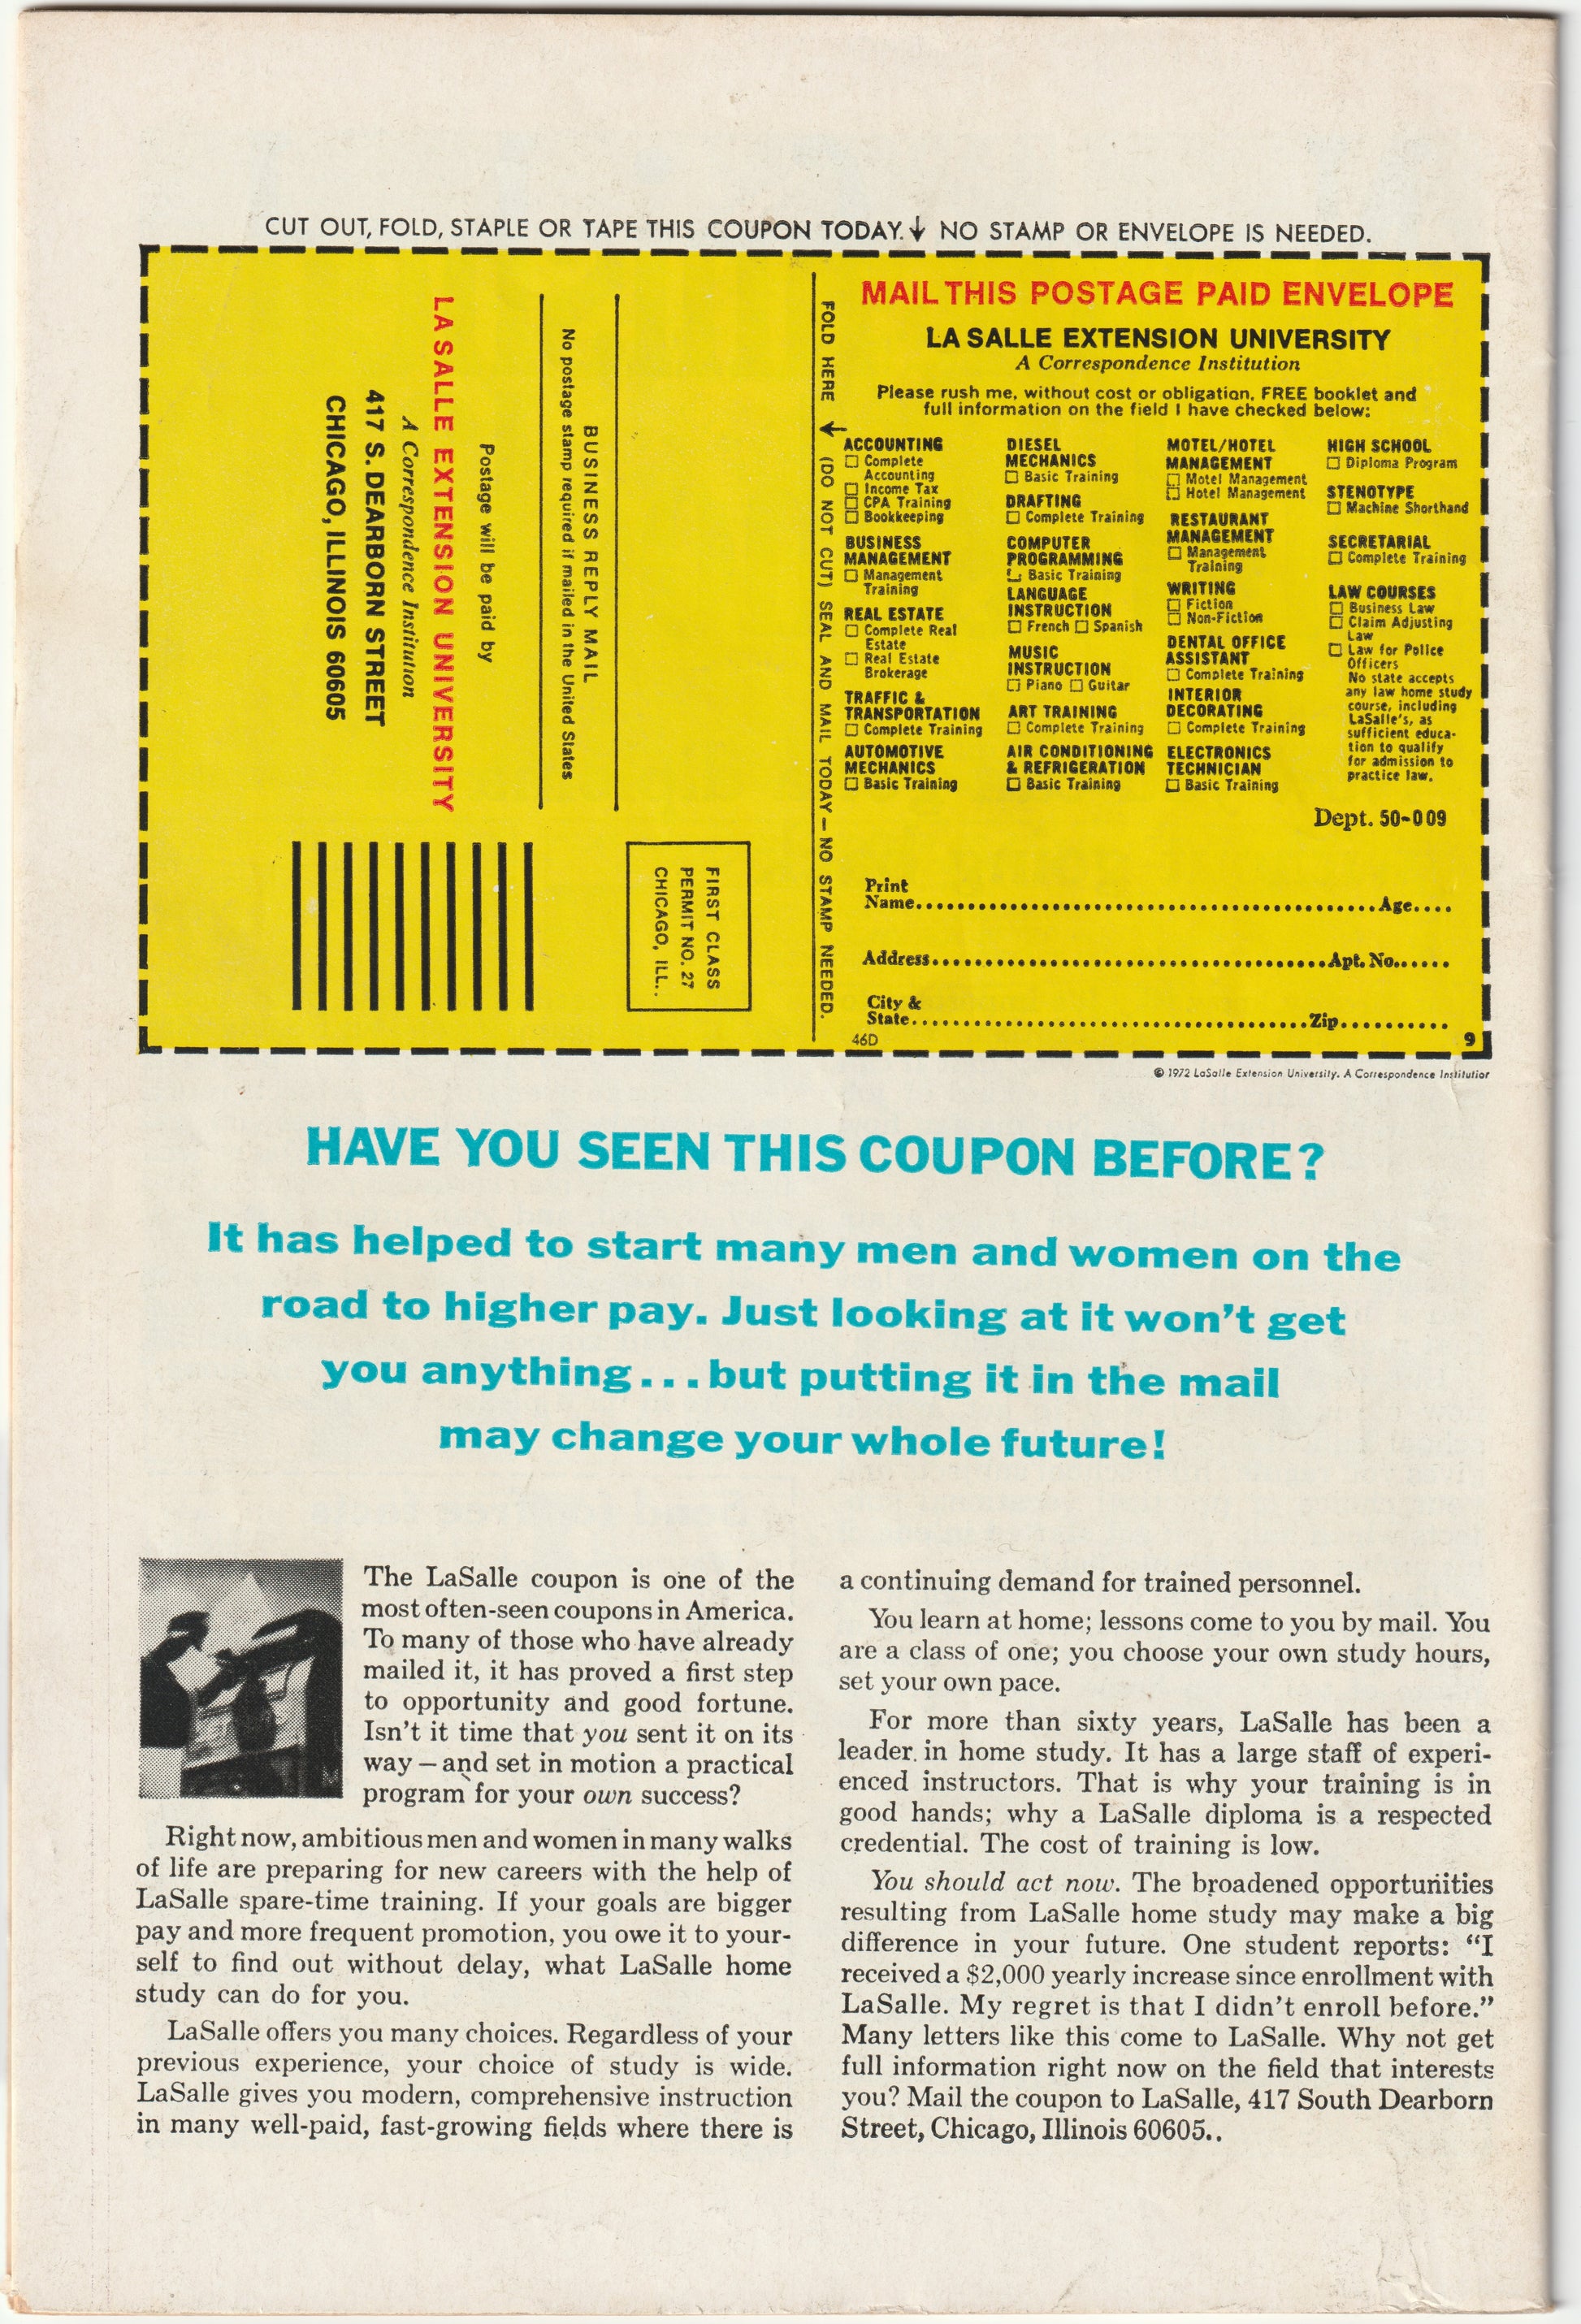 CUT OUT, FOLD, STAPLE OR TAPE THIS COUPON TODAY.↓ NO STAMP OR ENVELOPE IS NEEDED.
BUSINESS REPLY MAIL
No postage stamp required if mailed in the United States
Postage will be paid by
LA SALLE EXTENSION UNIVERSITY
A Correspondence Institution
417 S. DEARBORN STREET
CHICAGO, ILLINOIS 60605
FIRST CLASS
PERMIT NO. 27
CHICAGO, ILL..
FOLD HERE ↓ (DO NOT CUT) SEAL AND MAIL TODAY — NO STAMP NEEDED.
MAIL THIS POSTAGE PAID ENVELOPE
LA SALLE EXTENSION UNIVERSITY
A Correspondence Institution
Please rush me, without cost or obligation, FREE booklet and
full information on the field I have checked below:
ACCOUNTING
☐ Complete
Accounting
☐ Income Tax
☐ CPA Training
☐ Bookkeeping
BUSINESS
MANAGEMENT
☐ Management
Training
REAL ESTATE
☐ Complete Real
Estate
☐ Real Estate
Brokerage
TRAFFIC &
TRANSPORTATION
☐ Complete Training
AUTOMOTIVE
MECHANICS
☐ Basic Training
DIESEL
MECHANICS
☐ Basic Training
DRAFTING
☐ Complete Training
COMPUTER
PROGRAMMING
☐ Basic Training
LANGUAGE
INSTRUCTION
☐ French ☐ Spanish
MUSIC
INSTRUCTION
☐ Piano ☐ Guitar
ART TRAINING
☐ Complete Training
AIR CONDITIONING
& REFRIGERATION
☐ Basic Training
MOTEL/HOTEL
MANAGEMENT
☐ Motel Management
☐ Hotel Management
RESTAURANT
MANAGEMENT
☐ Management
Training
WRITING
☐ Fiction
☐ Non-Fiction
DENTAL OFFICE
ASSISTANT
☐ Complete Training
INTERIOR
DECORATING
☐ Complete Training
ELECTRONICS
TECHNICIAN
☐ Basic Training
HIGH SCHOOL
☐ Diploma Program
STENOTYPE
☐ Machine Shorthand
SECRETARIAL
☐ Complete Training
LAW COURSES
☐ Business Law
☐ Claim Adjusting
Law
☐ Law for Police
Officers
No state accepts
any law home study
course, including
LaSalle's, as
sufficient educa-
tion to qualify
for admission to
practice law.
Dept. 50-009
Print
Name.............................................Age....
Address.......................................Apt. No......
City &
State.......................................Zip...........
46D 9
© 1972 LaSalle Extension University. A Correspondence Institution
HAVE YOU SEEN THIS COUPON BEFORE?
It has helped to start many men and women on the
road to higher pay. Just looking at it won't get
you anything...but putting it in the mail
may change your whole future!
The LaSalle coupon is one of the
most often-seen coupons in America.
To many of those who have already
mailed it, it has proved a first step
to opportunity and good fortune.
Isn't it time that you sent it on its
way — and set in motion a practical
program for your own success?
Right now, ambitious men and women in many walks
of life are preparing for new careers with the help of
LaSalle spare-time training. If your goals are bigger
pay and more frequent promotion, you owe it to your-
self to find out without delay, what LaSalle home
study can do for you.
LaSalle offers you many choices. Regardless of your
previous experience, your choice of study is wide.
LaSalle gives you modern, comprehensive instruction
in many well-paid, fast-growing fields where there is
a continuing demand for trained personnel.
You learn at home; lessons come to you by mail. You
are a class of one; you choose your own study hours,
set your own pace.
For more than sixty years, LaSalle has been a
leader in home study. It has a large staff of experi-
enced instructors. That is why your training is in
good hands; why a LaSalle diploma is a respected
credential. The cost of training is low.
You should act now. The broadened opportunities
resulting from LaSalle home study may make a big
difference in your future. One student reports: "I
received a $2,000 yearly increase since enrollment with
LaSalle. My regret is that I didn't enroll before."
Many letters like this come to LaSalle. Why not get
full information right now on the field that interests
you? Mail the coupon to LaSalle, 417 South Dearborn
Street, Chicago, Illinois 60605..